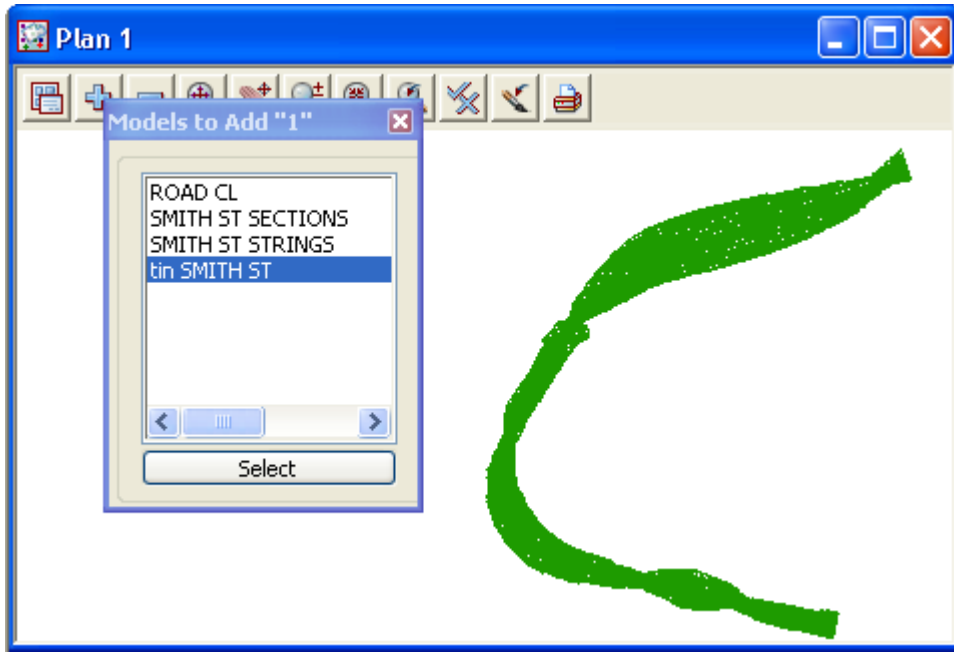 Plan 1
Models to Add "1"
ROAD CL
SMITH ST SECTIONS
SMITH ST STRINGS
tin SMITH ST
Select